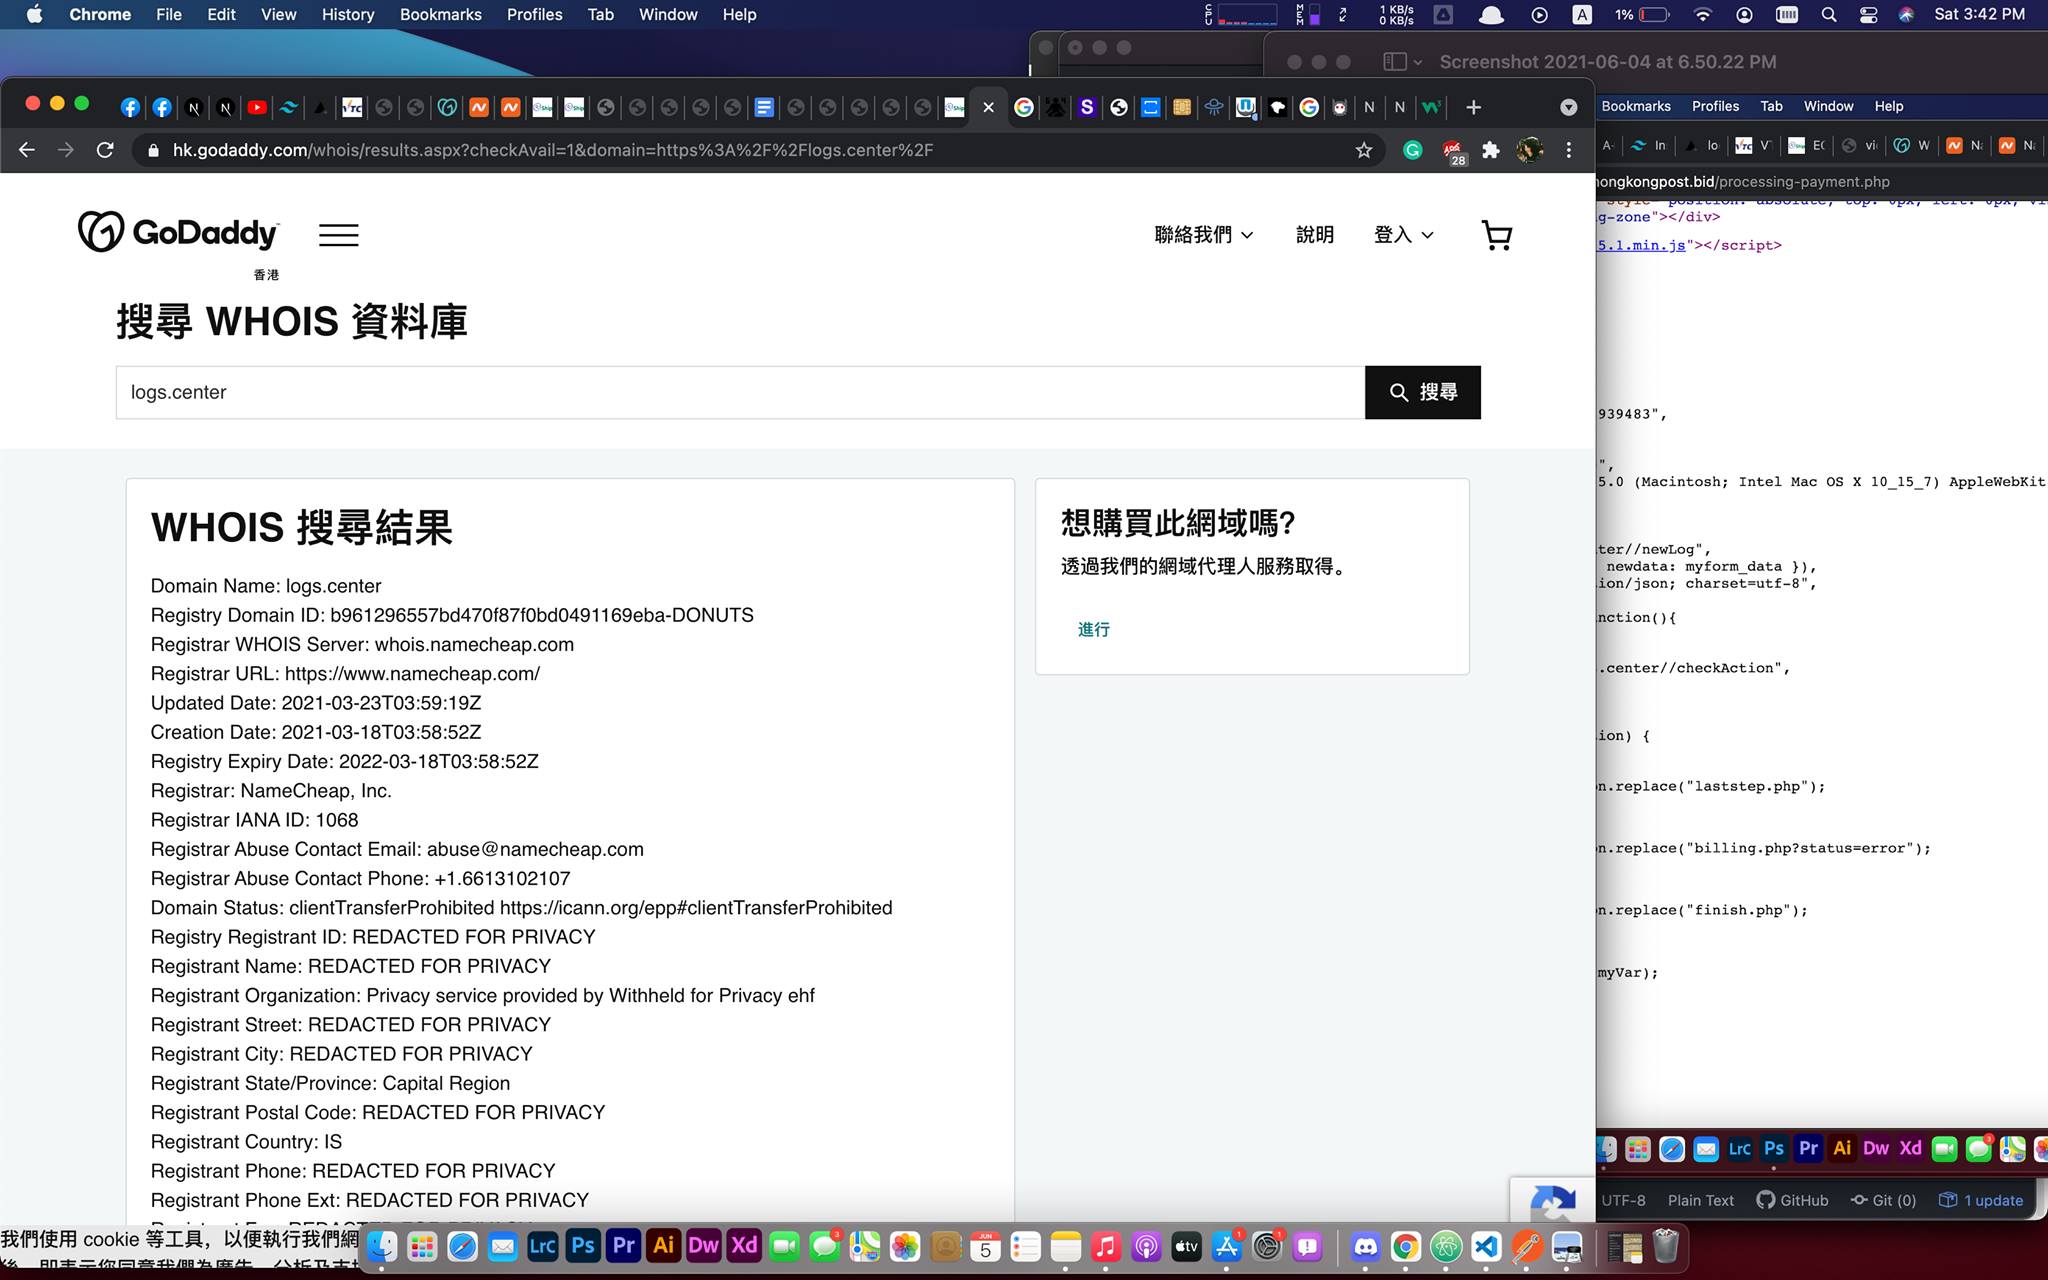 Chrome File Edit View History Bookmarks Profiles Tab Window Help
CPU MEM 1 KB/s 0 KB/s A 1% Sat 3:42 PM
Screenshot 2021-06-04 at 6.50.22 PM
Bookmarks Profiles Tab Window Help
hk.godaddy.com/whois/results.aspx?checkAvail=1&domain=https%3A%2F%2Flogs.center%2F
28
hongkongpost.bid/processing-payment.php
GoDaddy
香港
聯絡我們 說明 登入
搜尋 WHOIS 資料庫
logs.center
搜尋
WHOIS 搜尋結果
Domain Name: logs.center
Registry Domain ID: b961296557bd470f87f0bd0491169eba-DONUTS
Registrar WHOIS Server: whois.namecheap.com
Registrar URL: https://www.namecheap.com/
Updated Date: 2021-03-23T03:59:19Z
Creation Date: 2021-03-18T03:58:52Z
Registry Expiry Date: 2022-03-18T03:58:52Z
Registrar: NameCheap, Inc.
Registrar IANA ID: 1068
Registrar Abuse Contact Email: abuse@namecheap.com
Registrar Abuse Contact Phone: +1.6613102107
Domain Status: clientTransferProhibited https://icann.org/epp#clientTransferProhibited
Registry Registrant ID: REDACTED FOR PRIVACY
Registrant Name: REDACTED FOR PRIVACY
Registrant Organization: Privacy service provided by Withheld for Privacy ehf
Registrant Street: REDACTED FOR PRIVACY
Registrant City: REDACTED FOR PRIVACY
Registrant State/Province: Capital Region
Registrant Postal Code: REDACTED FOR PRIVACY
Registrant Country: IS
Registrant Phone: REDACTED FOR PRIVACY
Registrant Phone Ext: REDACTED FOR PRIVACY
想購買此網域嗎?
透過我們的網域代理人服務取得。
進行
g-zone"></div>
5.1.min.js"></script>
939483",
",
5.0 (Macintosh; Intel Mac OS X 10_15_7) AppleWebKit
ter//newLog",
newdata: myform_data }),
ion/json; charset=utf-8",
nction(){
.center//checkAction",
ion) {
n.replace("laststep.php");
n.replace("billing.php?status=error");
n.replace("finish.php");
myVar);
Lrc Ps Pr Ai Dw Xd
UTF-8 Plain Text GitHub Git (0) 1 update
我們使用 cookie 等工具，以便執行我們網
Lrc Ps Pr Ai Dw Xd 3 JUN 5 tv 1 1